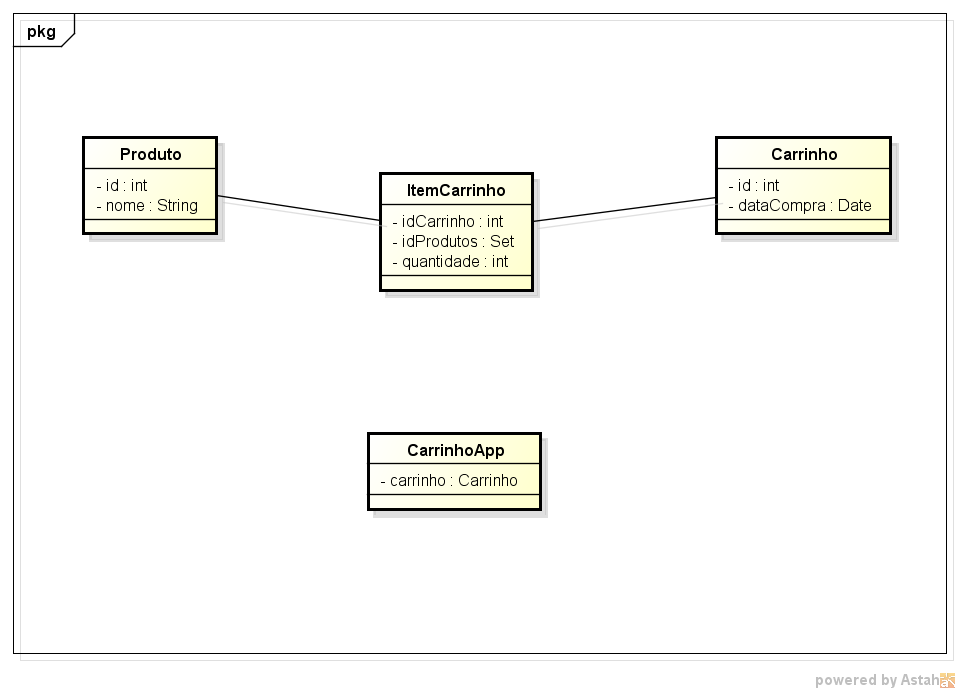 pkg
Produto
- id : int
- nome : String
ItemCarrinho
- idCarrinho : int
- idProdutos : Set
- quantidade : int
Carrinho
- id : int
- dataCompra : Date
CarrinhoApp
- carrinho : Carrinho
powered by Astah